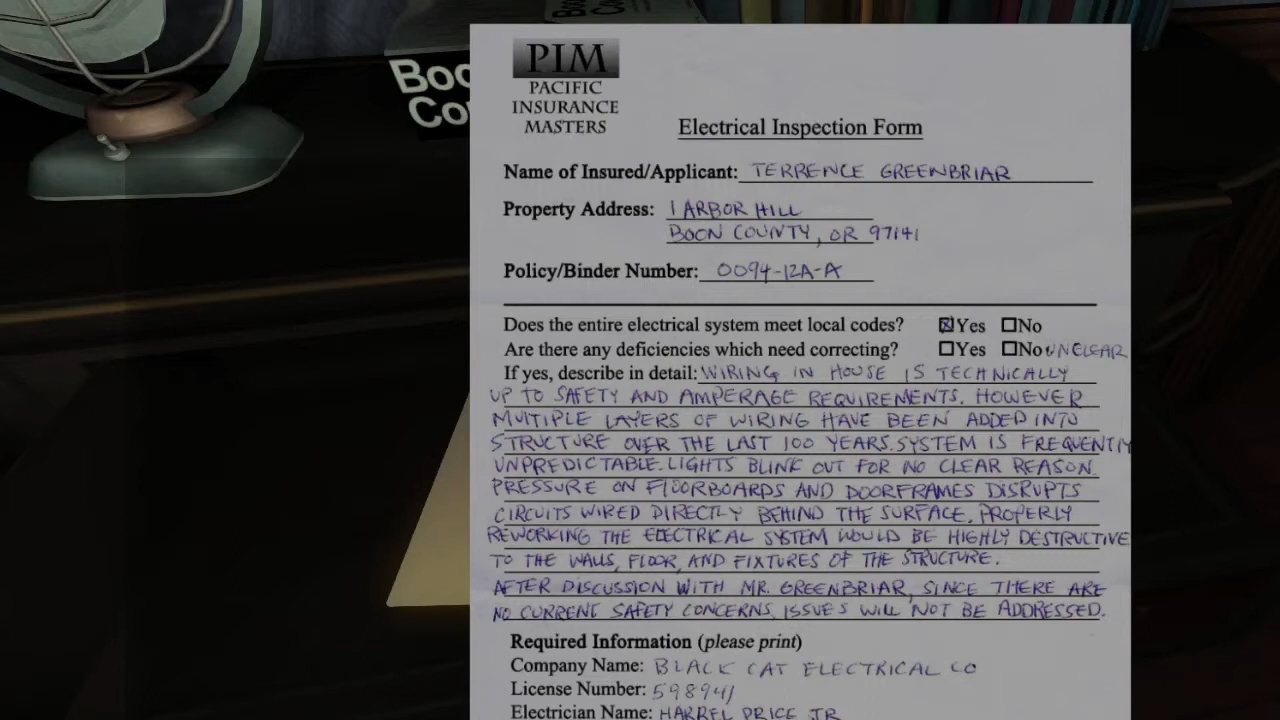 Boo
Co
Boo
Co
PIM
PACIFIC
INSURANCE
MASTERS
Electrical Inspection Form
Name of Insured/Applicant: TERRENCE GREENBRIAR
Property Address: 1 ARBOR HILL
BOON COUNTY, OR 97141
Policy/Binder Number: 0094-12A-A
Does the entire electrical system meet local codes? ☒Yes ☐No
Are there any deficiencies which need correcting? ☐Yes ☐No UNCLEAR
If yes, describe in detail: WIRING IN HOUSE IS TECHNICALLY
UP TO SAFETY AND AMPERAGE REQUIREMENTS. HOWEVER
MULTIPLE LAYERS OF WIRING HAVE BEEN ADDED INTO
STRUCTURE OVER THE LAST 100 YEARS. SYSTEM IS FREQUENTLY
UNPREDICTABLE. LIGHTS BLINK OUT FOR NO CLEAR REASON.
PRESSURE ON FLOORBOARDS AND DOORFRAMES DISRUPTS
CIRCUITS WIRED DIRECTLY BEHIND THE SURFACE. PROPERLY
REWORKING THE ELECTRICAL SYSTEM WOULD BE HIGHLY DESTRUCTIVE
TO THE WALLS, FLOOR, AND FIXTURES OF THE STRUCTURE.
AFTER DISCUSSION WITH MR. GREENBRIAR, SINCE THERE ARE
NO CURRENT SAFETY CONCERNS, ISSUES WILL NOT BE ADDRESSED.
Required Information (please print)
Company Name: BLACK CAT ELECTRICAL CO
License Number: 598941
Electrician Name: HARREL PRICE JR